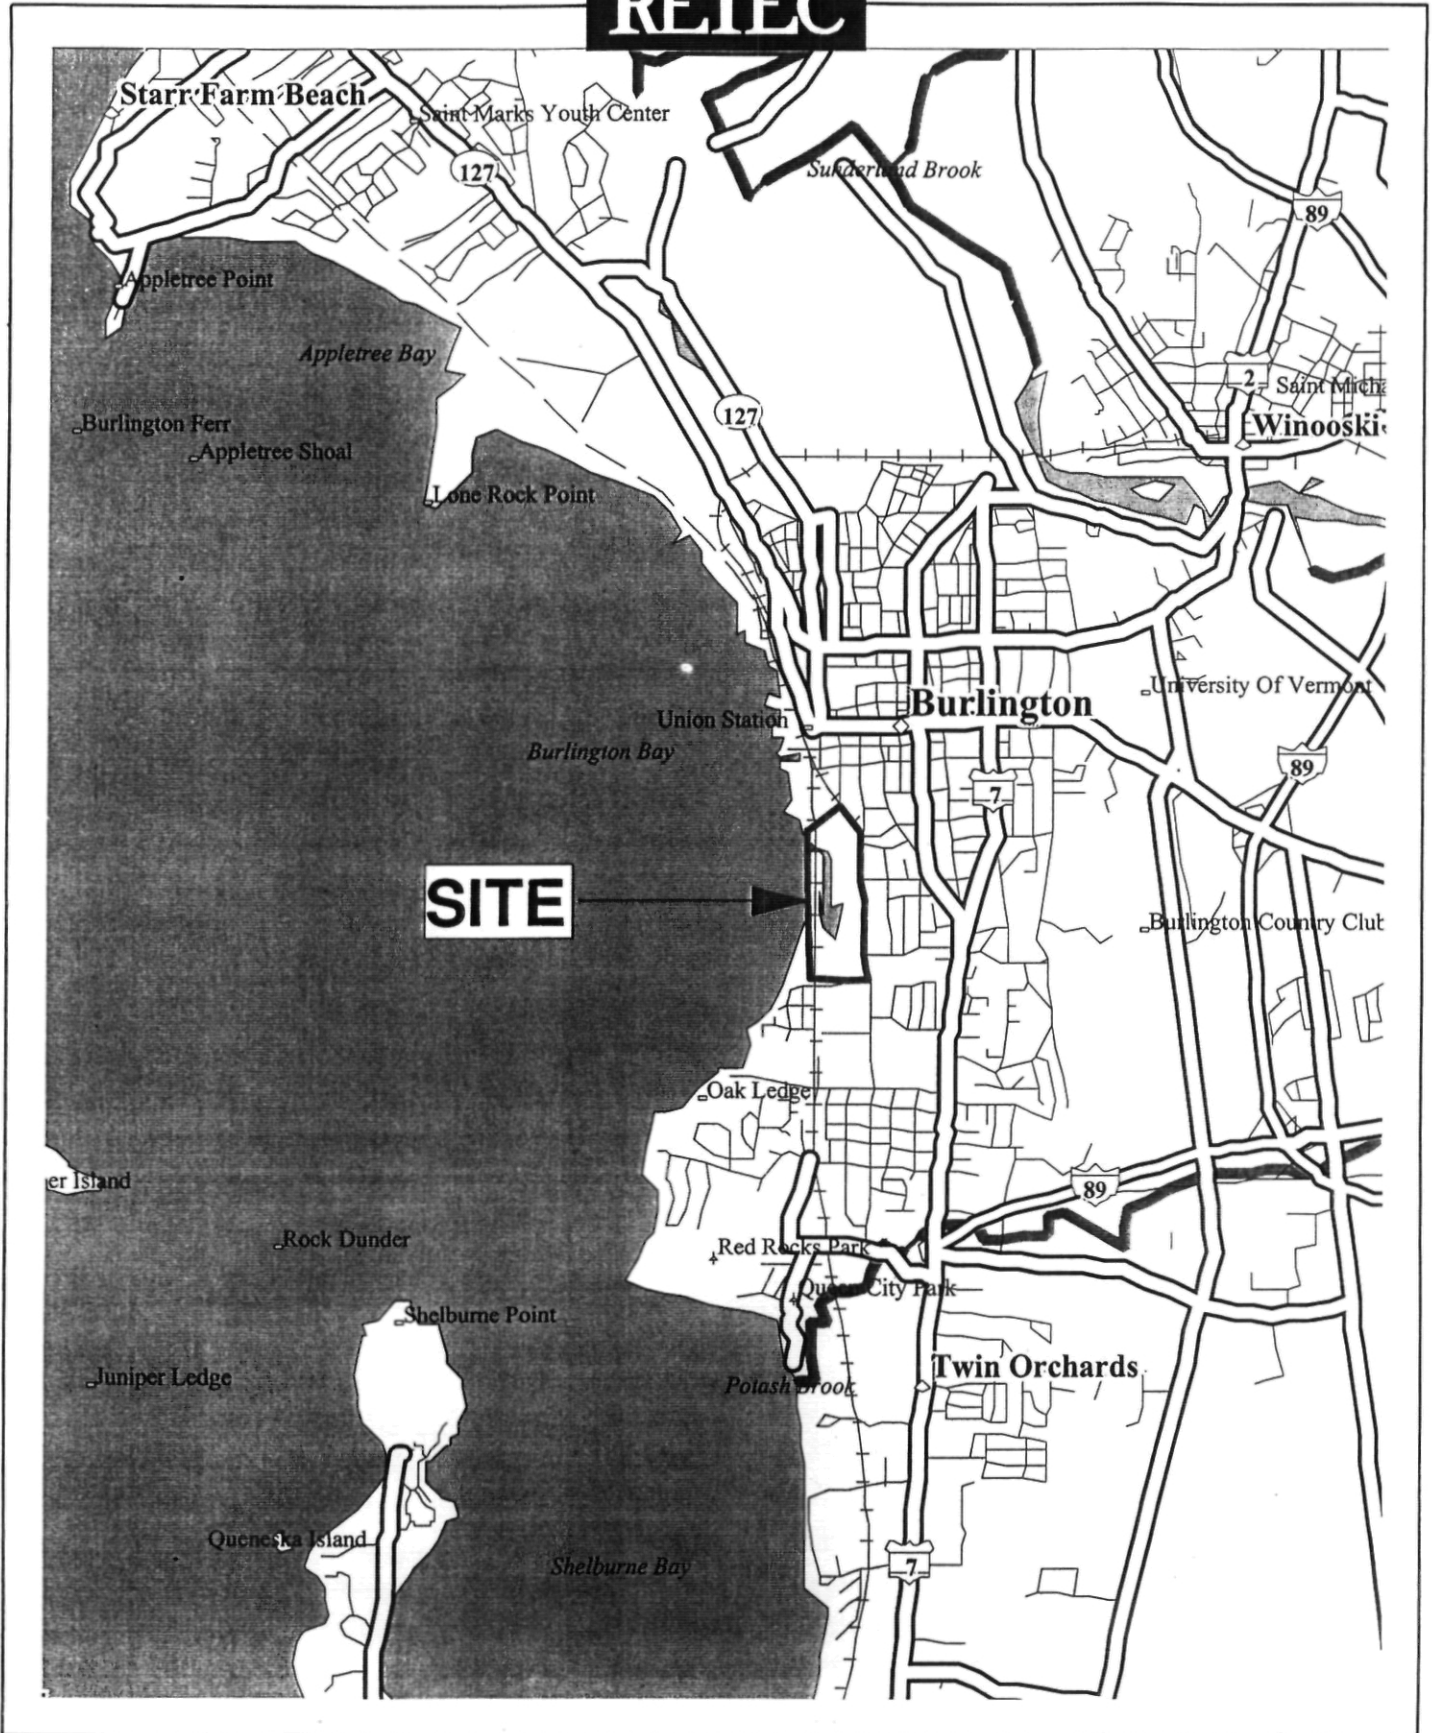 RETEC
Starr Farm Beach
Saint Marks Youth Center
127
Sunderland Brook
89
Appletree Point
Appletree Bay
2
Saint Micha
Burlington Ferr
127
Winooski
Appletree Shoal
Lone Rock Point
University Of Vermont
Burlington
Union Station
Burlington Bay
89
7
SITE
Burlington Country Club
Oak Ledge
er Island
89
Rock Dunder
Red Rocks Park
Queen City Park
Shelburne Point
Twin Orchards
Juniper Ledge
Potash Brook
Queneska Island
Shelburne Bay
7